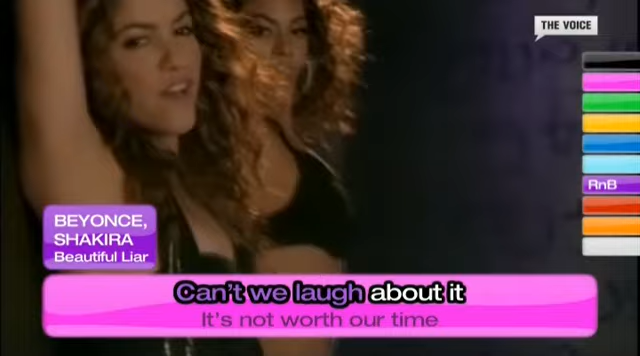 THE VOICE
RnB
BEYONCE,
SHAKIRA
Beautiful Liar
Can't we laugh about it
It's not worth our time